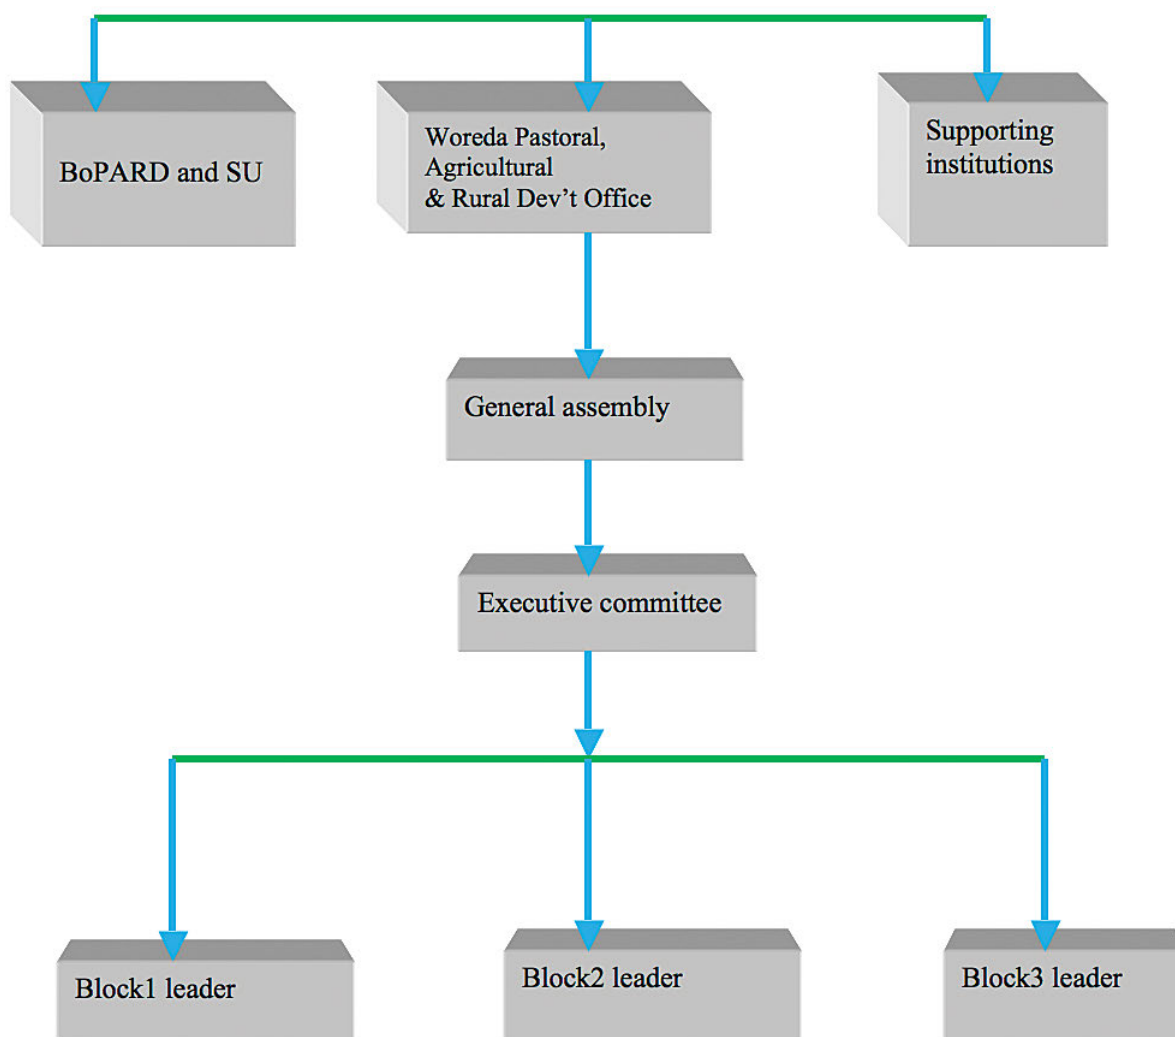 BoPARD and SU
Woreda Pastoral,
Agricultural
& Rural Dev’t Office
Supporting
institutions
General assembly
Executive committee
Block1 leader
Block2 leader
Block3 leader